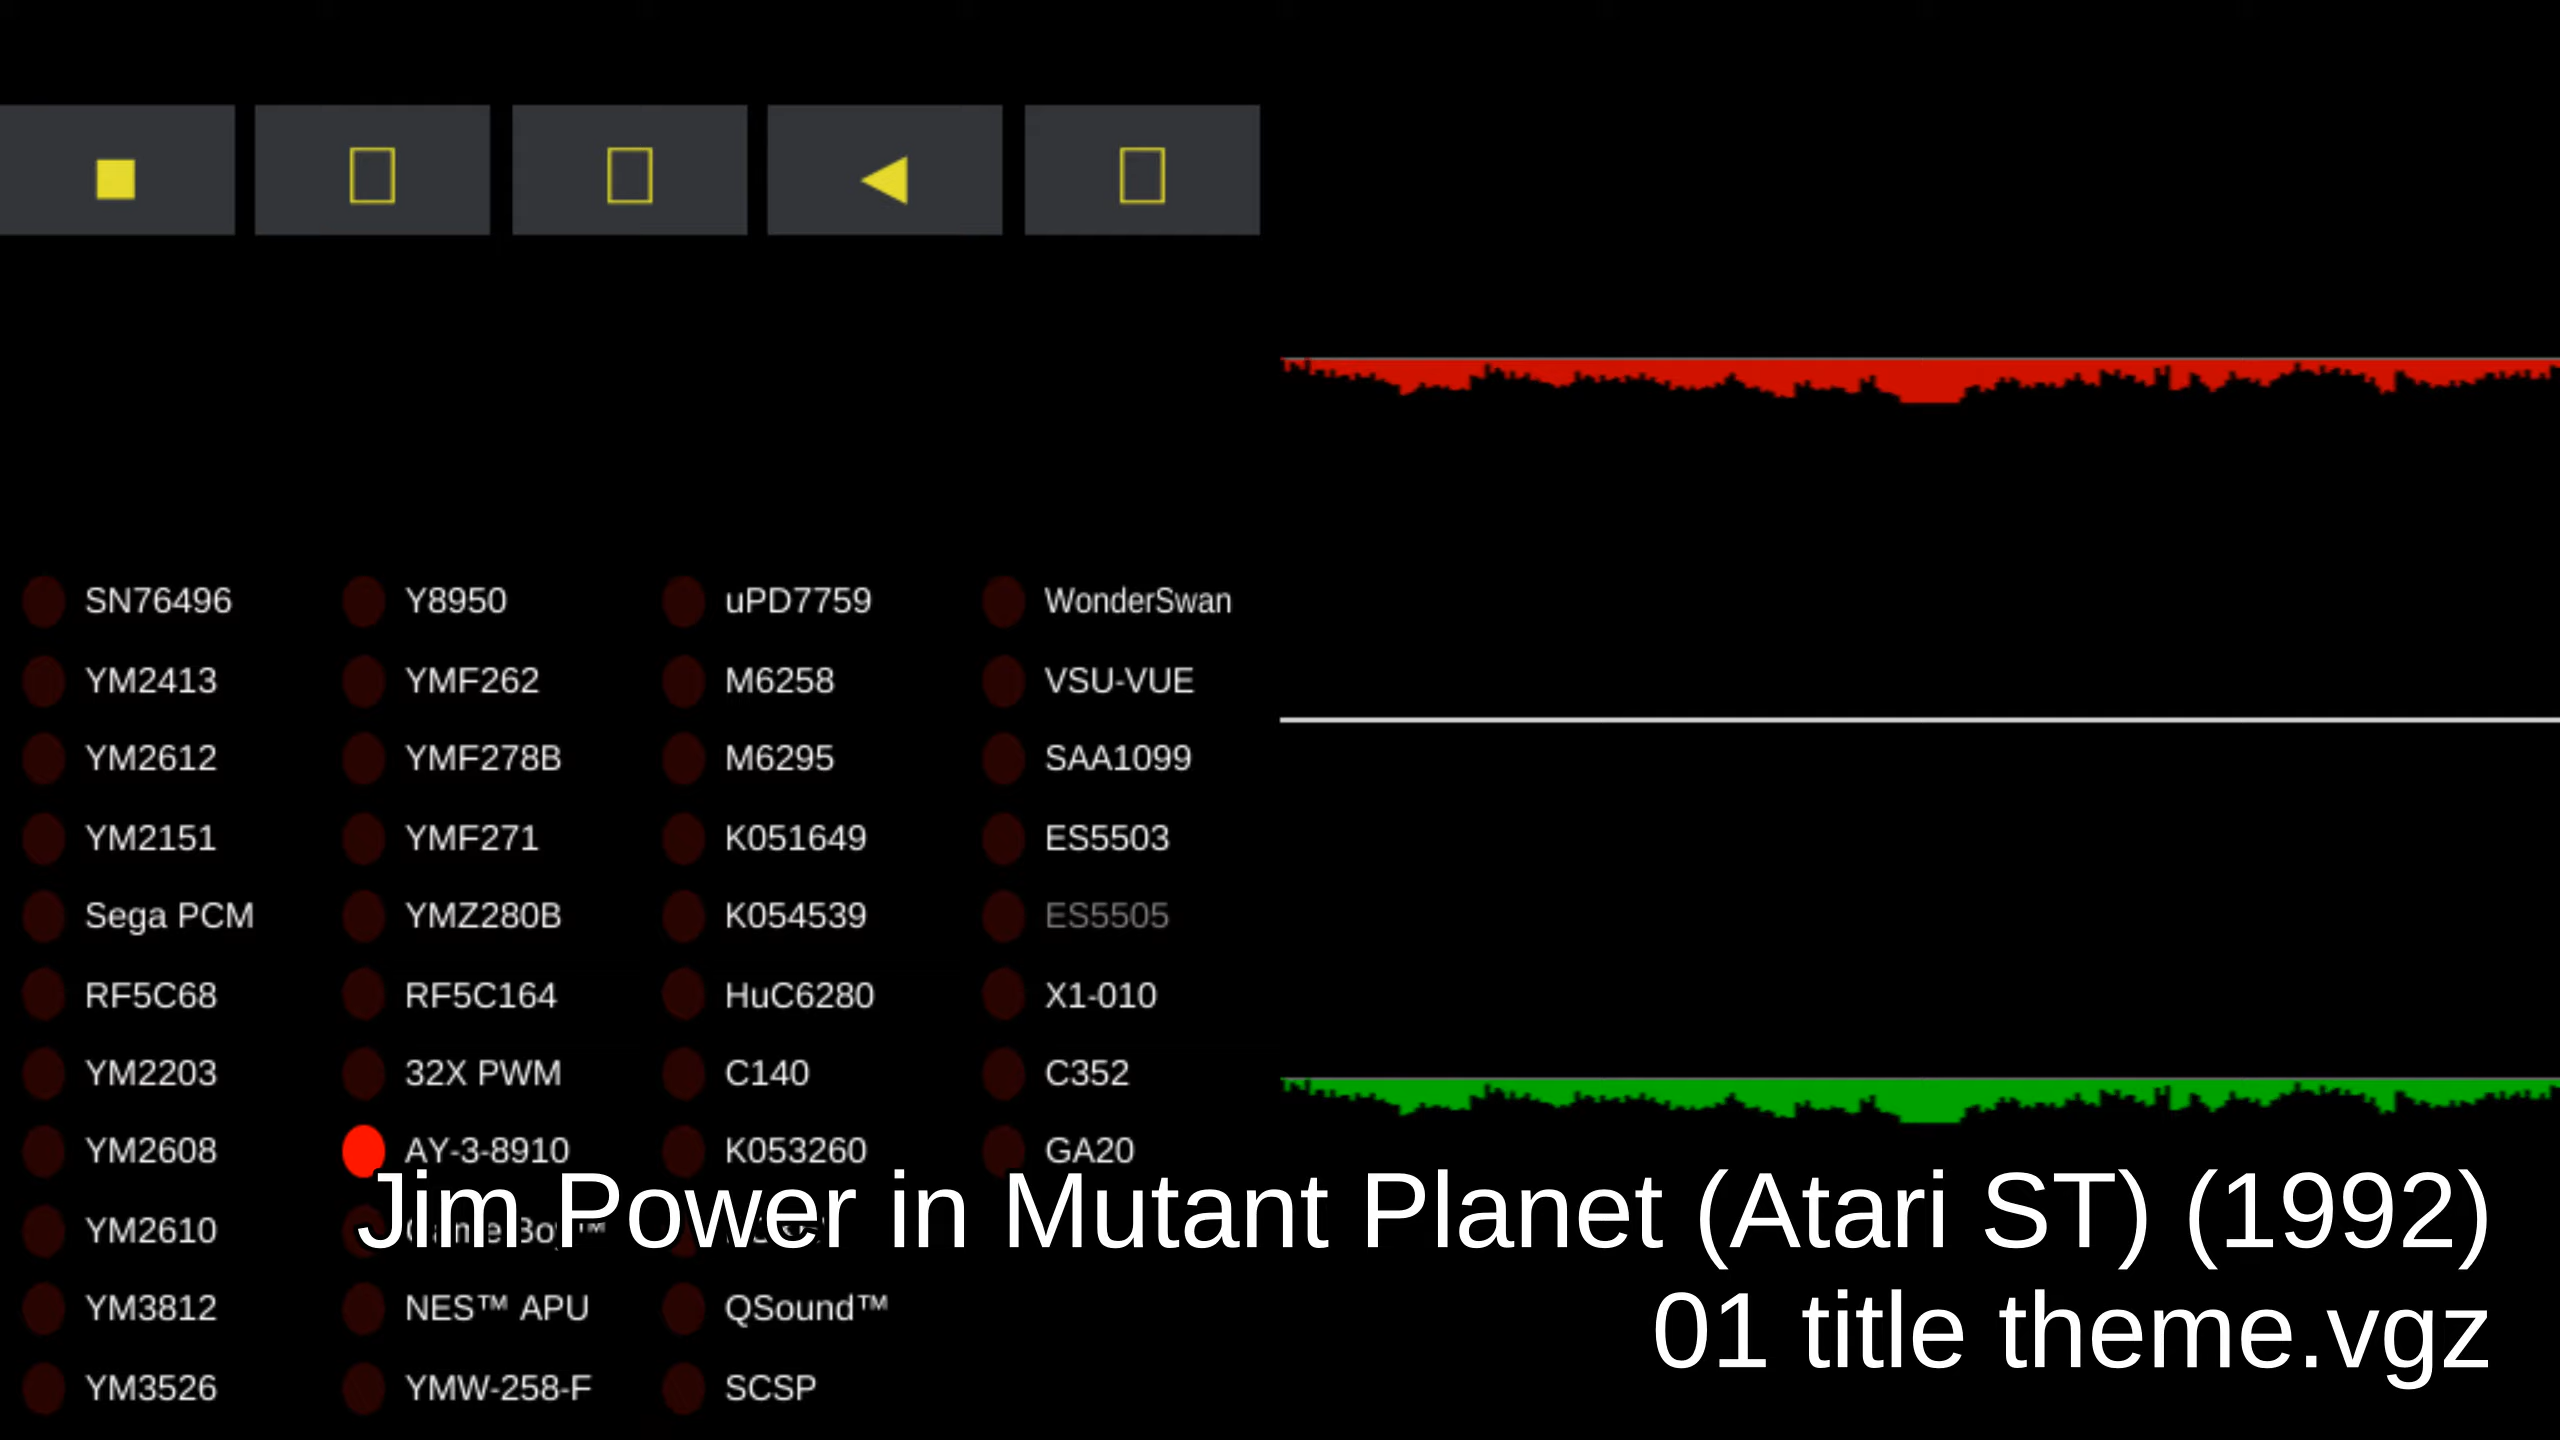 SN76496 Y8950 uPD7759 WonderSwan
YM2413 YMF262 M6258 VSU-VUE
YM2612 YMF278B M6295 SAA1099
YM2151 YMF271 K051649 ES5503
Sega PCM YMZ280B K054539 ES5505
RF5C68 RF5C164 HuC6280 X1-010
YM2203 32X PWM C140 C352
YM2608 AY-3-8910 K053260 GA20
Jim Power in Mutant Planet (Atari ST) (1992)
YM2610 Game Boy™
01 title theme.vgz
YM3812 NES™ APU QSound™
YM3526 YMW-258-F SCSP